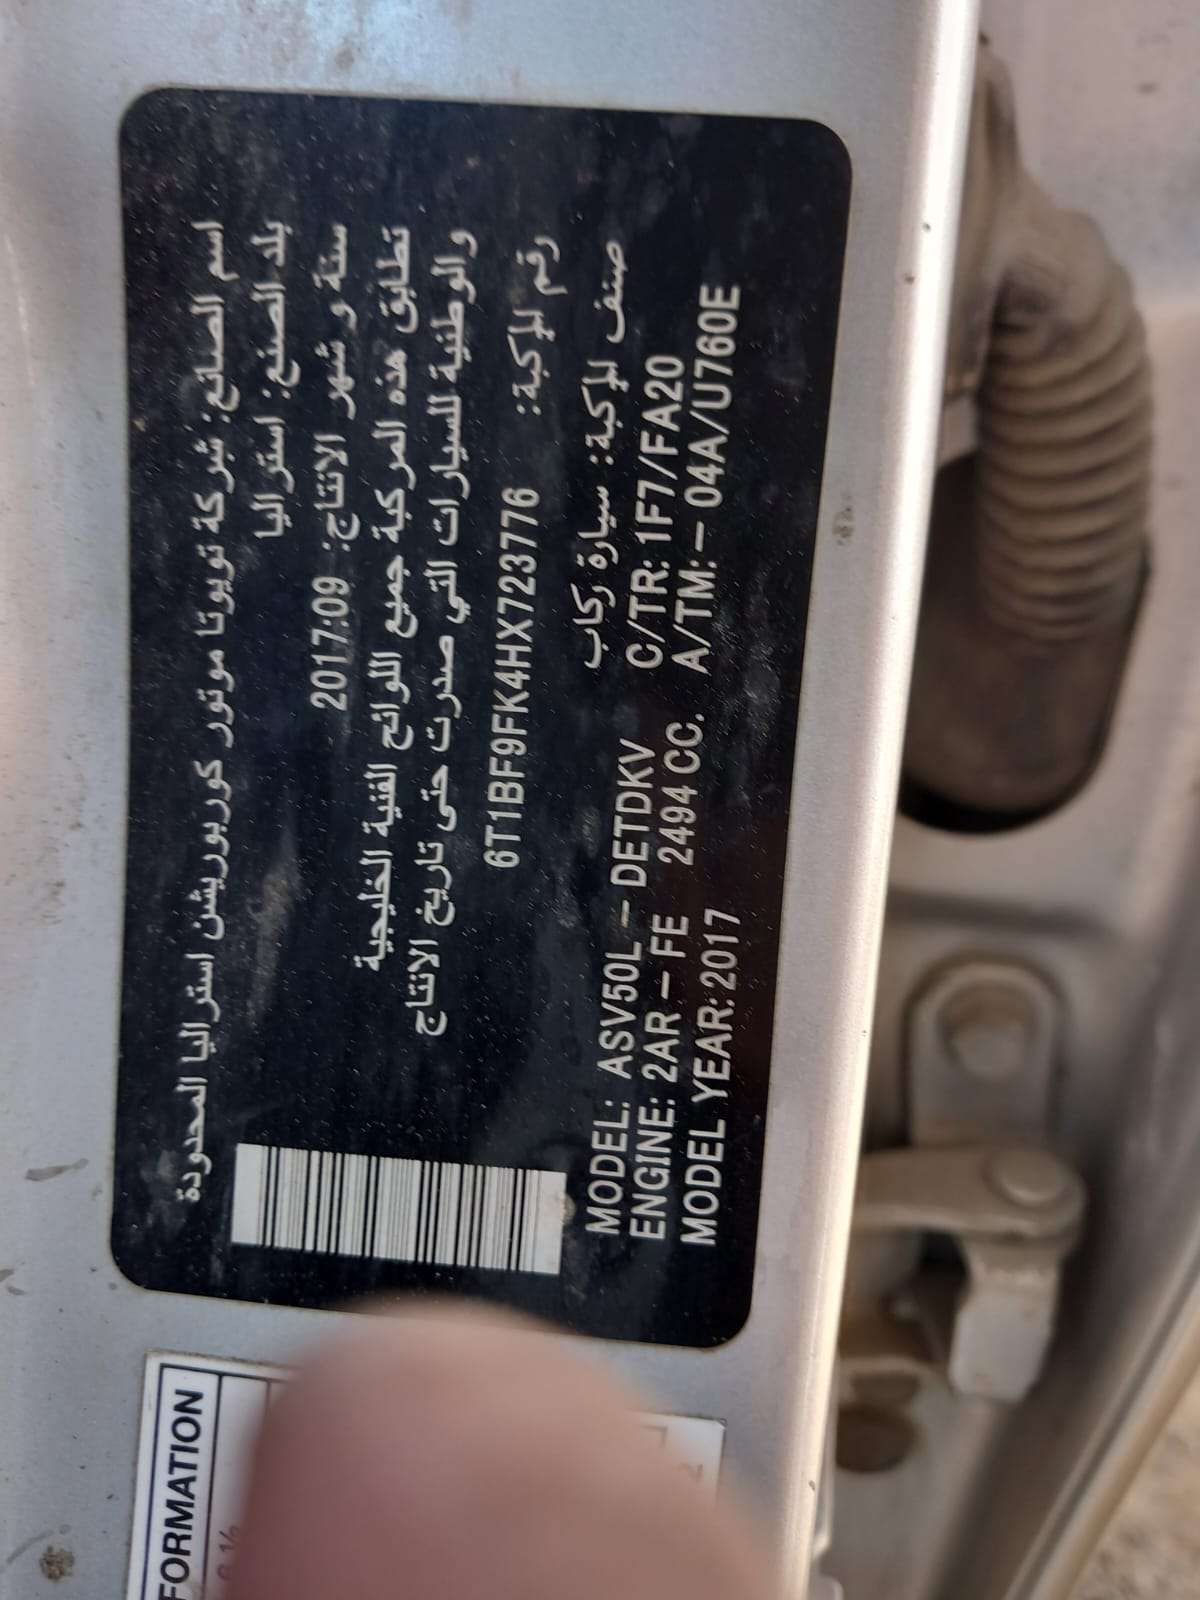 اسم الصانع: شركة تويوتا موتور كوربوريشن استراليا المحدودة
بلد الصنع: استراليا
سنة و شهر الانتاج: 2017:09
تطابق هذه المركبة جميع اللوائح الفنية الخليجية
والوطنية للسيارات التي صدرت حتى تاريخ الانتاج
رقم المركبة: 6T1BF9FK4HX723776
صنف المركبة: سيارة ركاب
MODEL: ASV50L – DETDKV C/TR: 1F7/FA20
ENGINE: 2AR – FE 2494 CC. A/TM: – 04A/U760E
MODEL YEAR: 2017
FORMATION